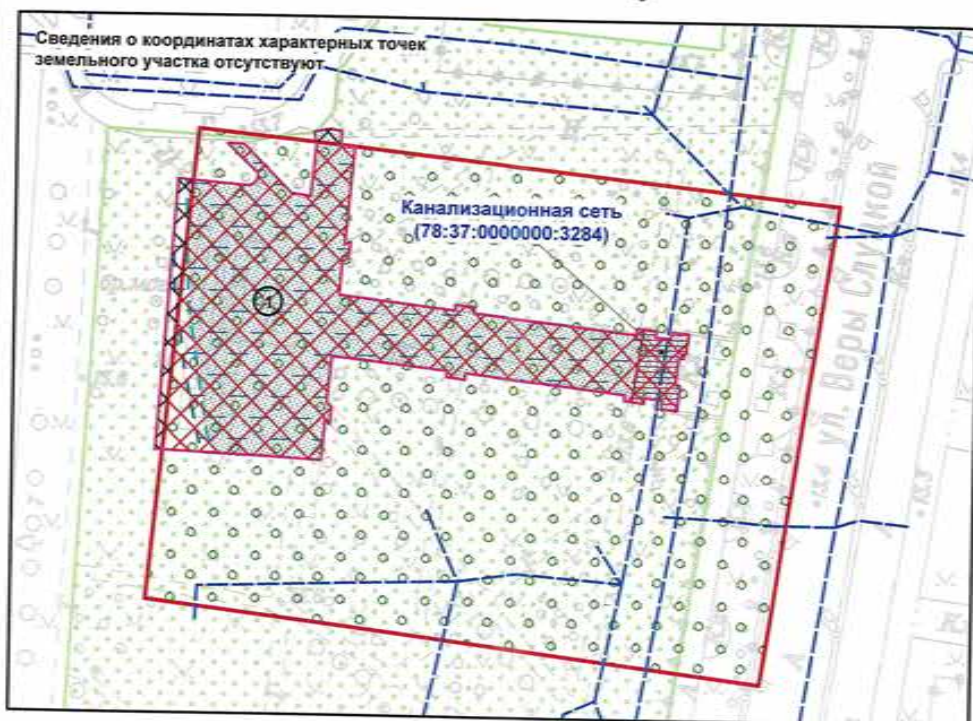 Сведения о координатах характерных точек
земельного участка отсутствуют
Канализационная сеть
(78:37:0000000:3284)
1
ул. Веры Слуцкой